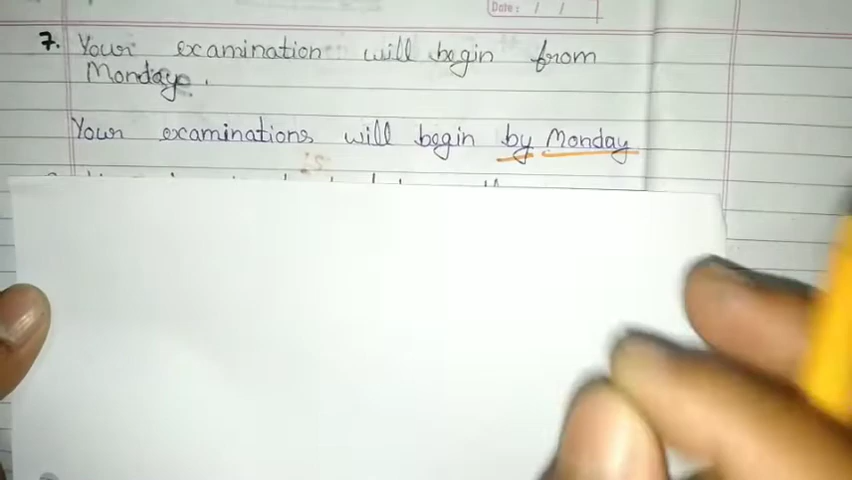 Date: / /
7. Your examination will begin from
Monday.
Your examinations will begin by Monday